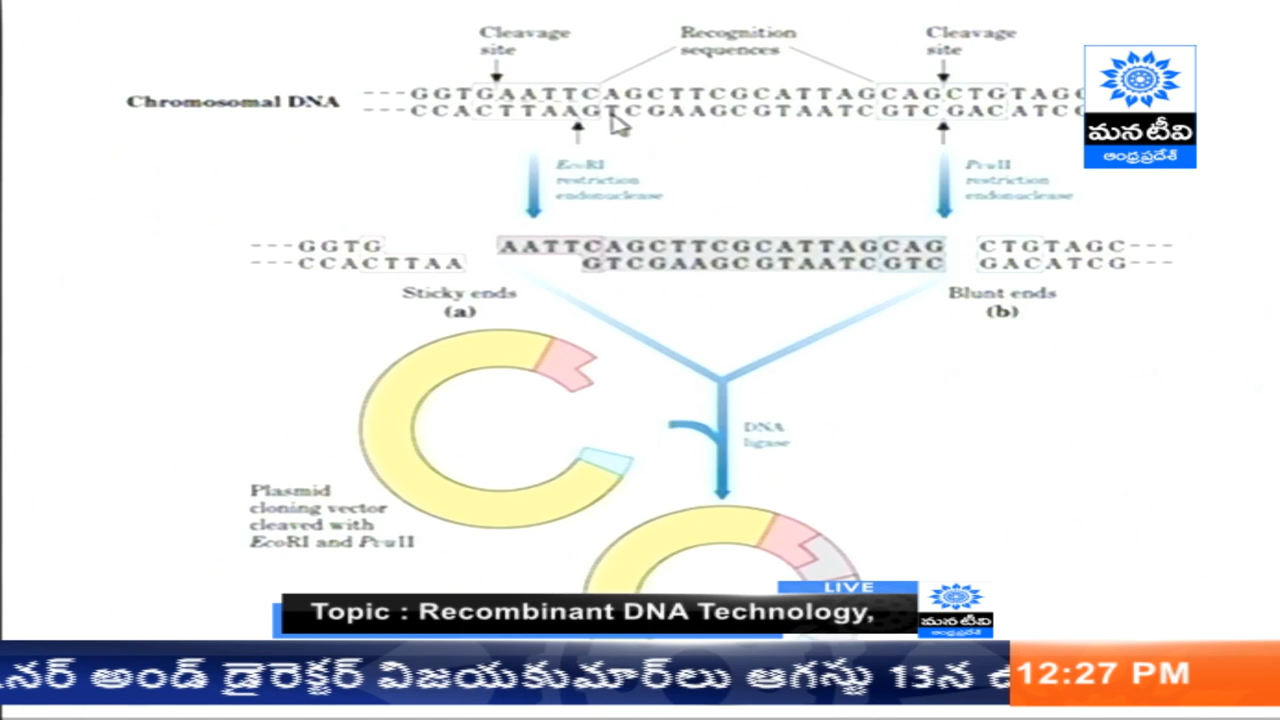 Cleavage
site
Recognition
sequences
Cleavage
site
Chromosomal DNA
---GGTGAATTCAGCTTCGCATTAGCAGCTGTAGC
---CCACTTAAGTCGAAGCGTAATCGTCGACATCG
EcoRI
restriction
endonuclease
PvuII
restriction
endonuclease
మన టీవీ
ఆంధ్రప్రదేశ్
---GGTG AATTCAGCTTCGCATTAGCAG CTGTAGC---
---CCACTTAA GTCGAAGCGTAATCGTC GACATCG---
Sticky ends
(a)
Blunt ends
(b)
DNA
ligase
Plasmid
cloning vector
cleaved with
EcoRI and PvuII
LIVE
Topic : Recombinant DNA Technology,
మన టీవీ
ఆంధ్రప్రదేశ్
అండ్ డైరెక్టర్ విజయకుమార్‌లు ఆగస్టు 13న
12:27 PM